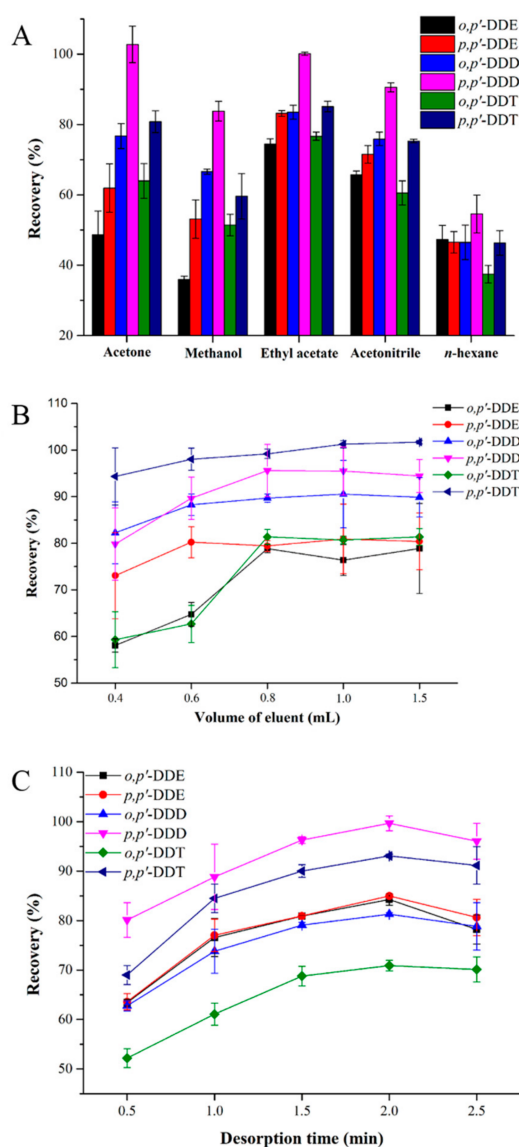 A
o,p'-DDE
p,p'-DDE
o,p'-DDD
p,p'-DDD
o,p'-DDT
p,p'-DDT
Recovery (%)
100
80
60
40
20
Acetone Methanol Ethyl acetate Acetonitrile n-hexane
B
o,p'-DDE
p,p'-DDE
o,p'-DDD
p,p'-DDD
o,p'-DDT
p,p'-DDT
Recovery (%)
110
100
90
80
70
60
50
0.4 0.6 0.8 1.0 1.5
Volume of eluent (mL)
C
o,p'-DDE
p,p'-DDE
o,p'-DDD
p,p'-DDD
o,p'-DDT
p,p'-DDT
Recovery (%)
110
100
90
80
70
60
50
0.5 1.0 1.5 2.0 2.5
Desorption time (min)